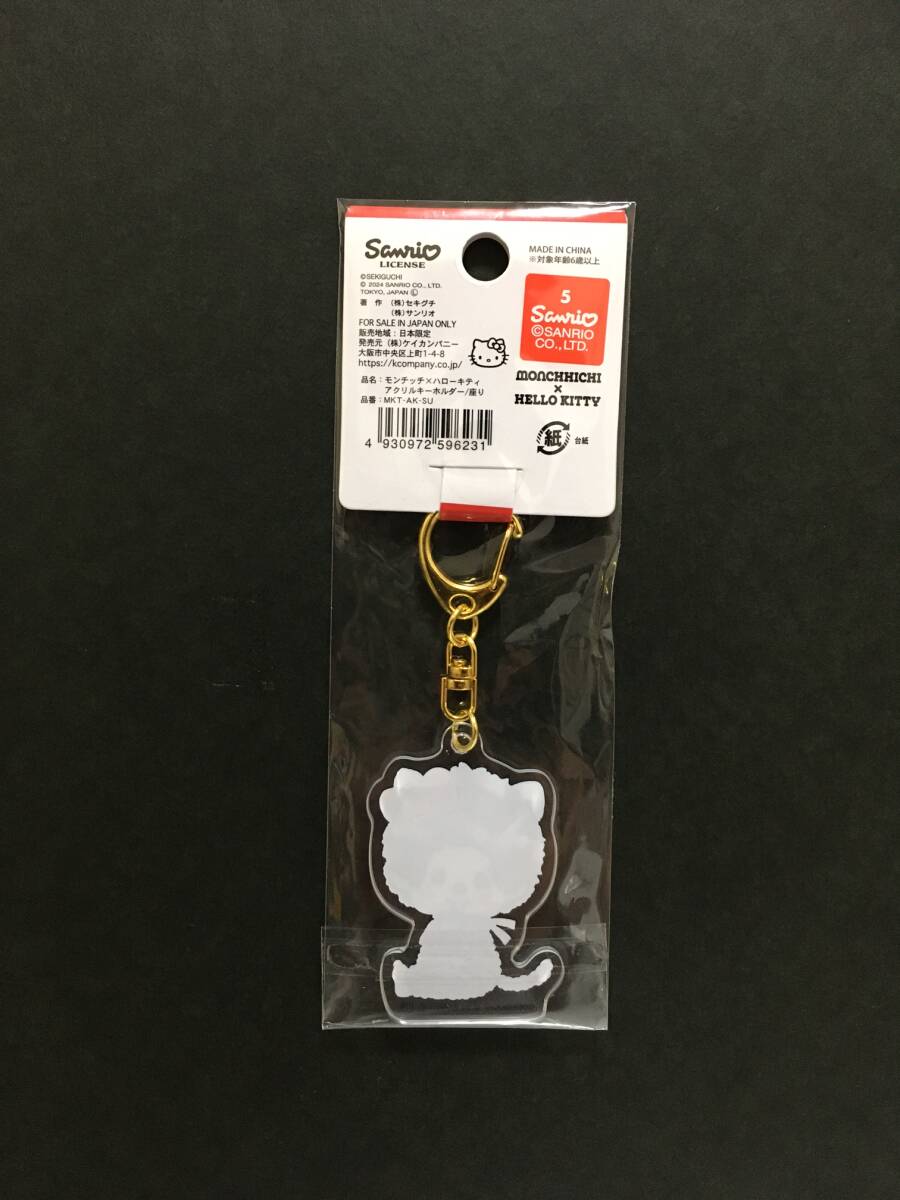 Sanrio
LICENSE
©SEKIGUCHI
© 2024 SANRIO CO., LTD.
TOKYO, JAPAN Ⓛ
著 作 (株)セキグチ
(株)サンリオ
FOR SALE IN JAPAN ONLY
販売地域:日本限定
発売元 (株)ケイカンパニー
大阪市中央区上町1-4-8
https://kcompany.co.jp/
品名:モンチッチ×ハローキティ
アクリルキーホルダー/座り
品番:MKT-AK-SU
4 930972 596231
MADE IN CHINA
※対象年齢6歳以上
5
Sanrio
©SANRIO
CO., LTD.
MONCHHICHI
×
HELLO KITTY
紙 台紙